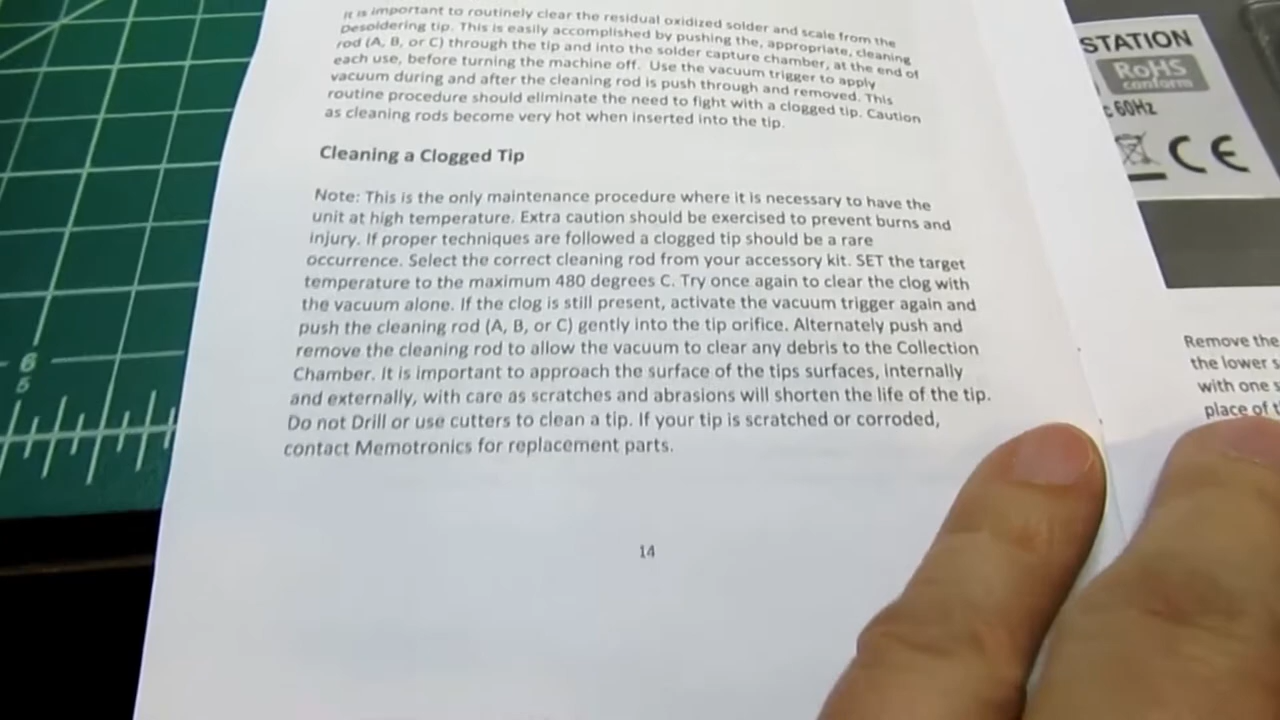 It is important to routinely clear the residual oxidized solder and scale from the
Desoldering tip. This is easily accomplished by pushing the, appropriate, cleaning
rod (A, B, or C) through the tip and into the solder capture chamber, at the end of
each use, before turning the machine off. Use the vacuum trigger to apply
vacuum during and after the cleaning rod is push through and removed. This
routine procedure should eliminate the need to fight with a clogged tip. Caution
as cleaning rods become very hot when inserted into the tip.
Cleaning a Clogged Tip
Note: This is the only maintenance procedure where it is necessary to have the
unit at high temperature. Extra caution should be exercised to prevent burns and
injury. If proper techniques are followed a clogged tip should be a rare
occurrence. Select the correct cleaning rod from your accessory kit. SET the target
temperature to the maximum 480 degrees C. Try once again to clear the clog with
the vacuum alone. If the clog is still present, activate the vacuum trigger again and
push the cleaning rod (A, B, or C) gently into the tip orifice. Alternately push and
remove the cleaning rod to allow the vacuum to clear any debris to the Collection
Chamber. It is important to approach the surface of the tips surfaces, internally
and externally, with care as scratches and abrasions will shorten the life of the tip.
Do not Drill or use cutters to clean a tip. If your tip is scratched or corroded,
contact Memotronics for replacement parts.
14
STATION
RoHS
conform
60Hz
CE
Remove the
the lower
with one
place of
6
5